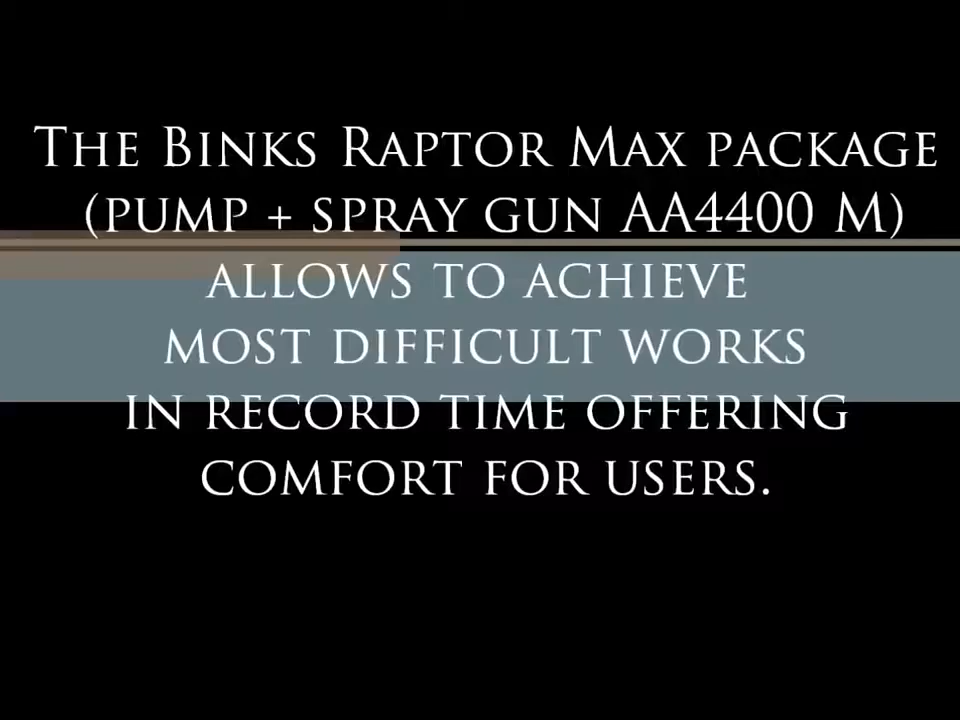 The Binks Raptor Max package
(pump + spray gun AA4400 M)
allows to achieve
most difficult works
in record time offering
comfort for users.